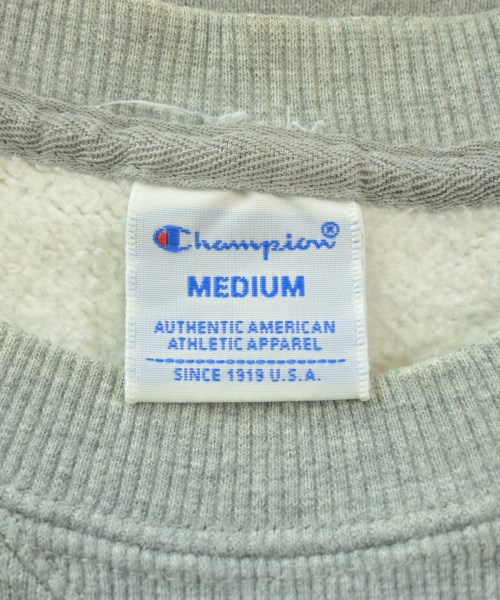 Champion®
MEDIUM
AUTHENTIC AMERICAN
ATHLETIC APPAREL
SINCE 1919 U.S.A.